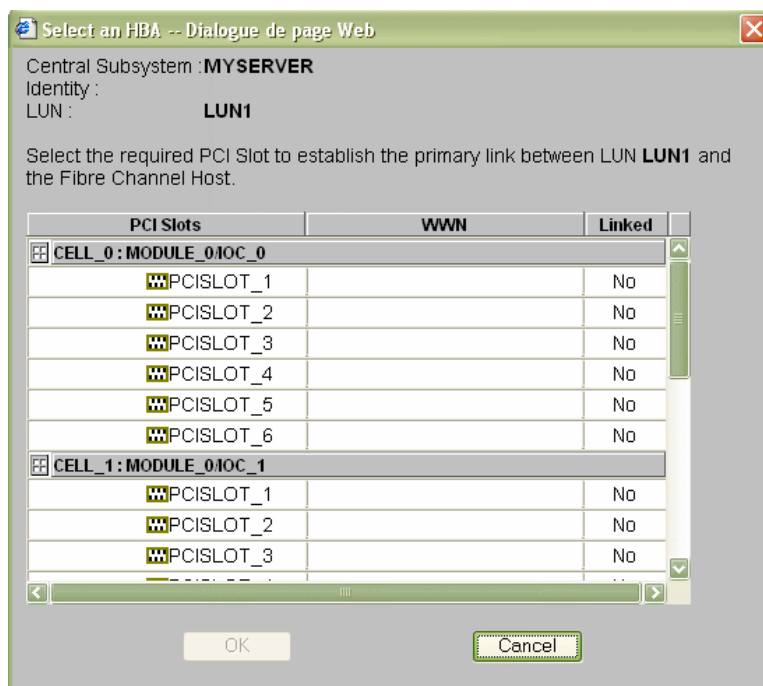 Select an HBA -- Dialogue de page Web
Central Subsystem : MYSERVER
Identity :
LUN : LUN1
Select the required PCI Slot to establish the primary link between LUN LUN1 and
the Fibre Channel Host.
PCI Slots WWN Linked
CELL_0 : MODULE_0/IOC_0
PCISLOT_1 No
PCISLOT_2 No
PCISLOT_3 No
PCISLOT_4 No
PCISLOT_5 No
PCISLOT_6 No
CELL_1 : MODULE_0/IOC_1
PCISLOT_1 No
PCISLOT_2 No
PCISLOT_3 No
OK Cancel